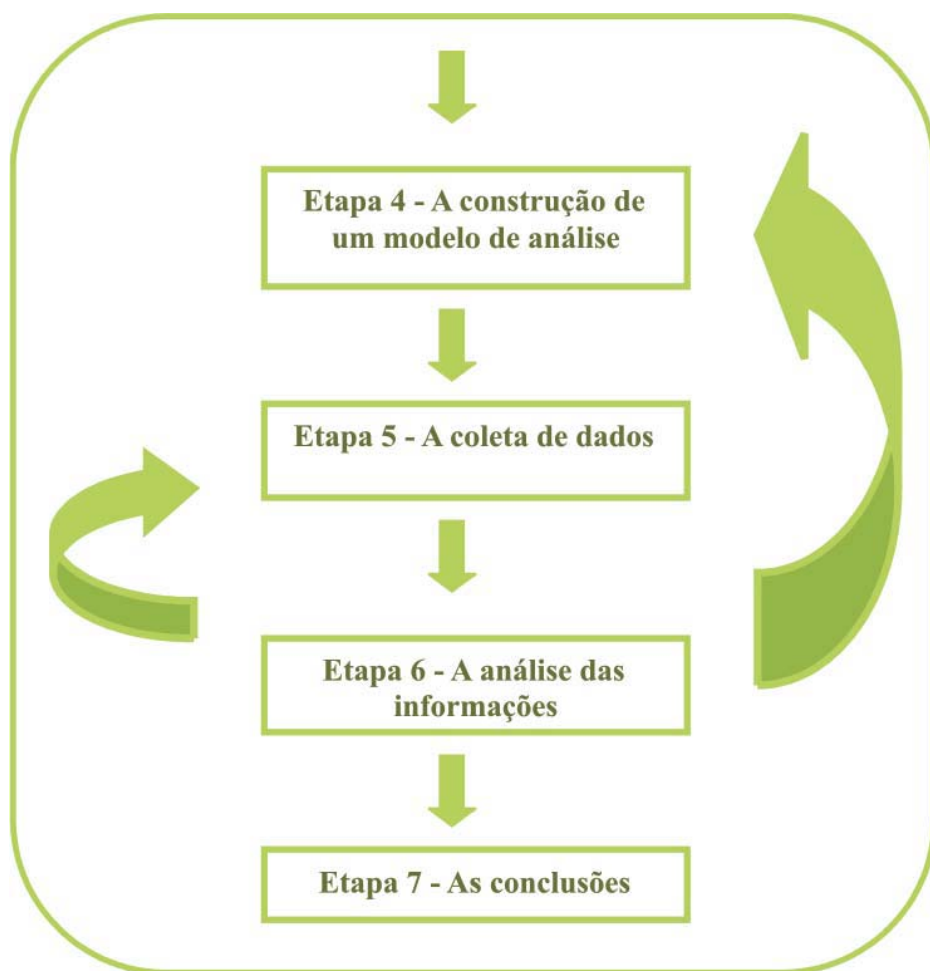 Etapa 4 - A construção de
um modelo de análise
Etapa 5 - A coleta de dados
Etapa 6 - A análise das
informações
Etapa 7 - As conclusões